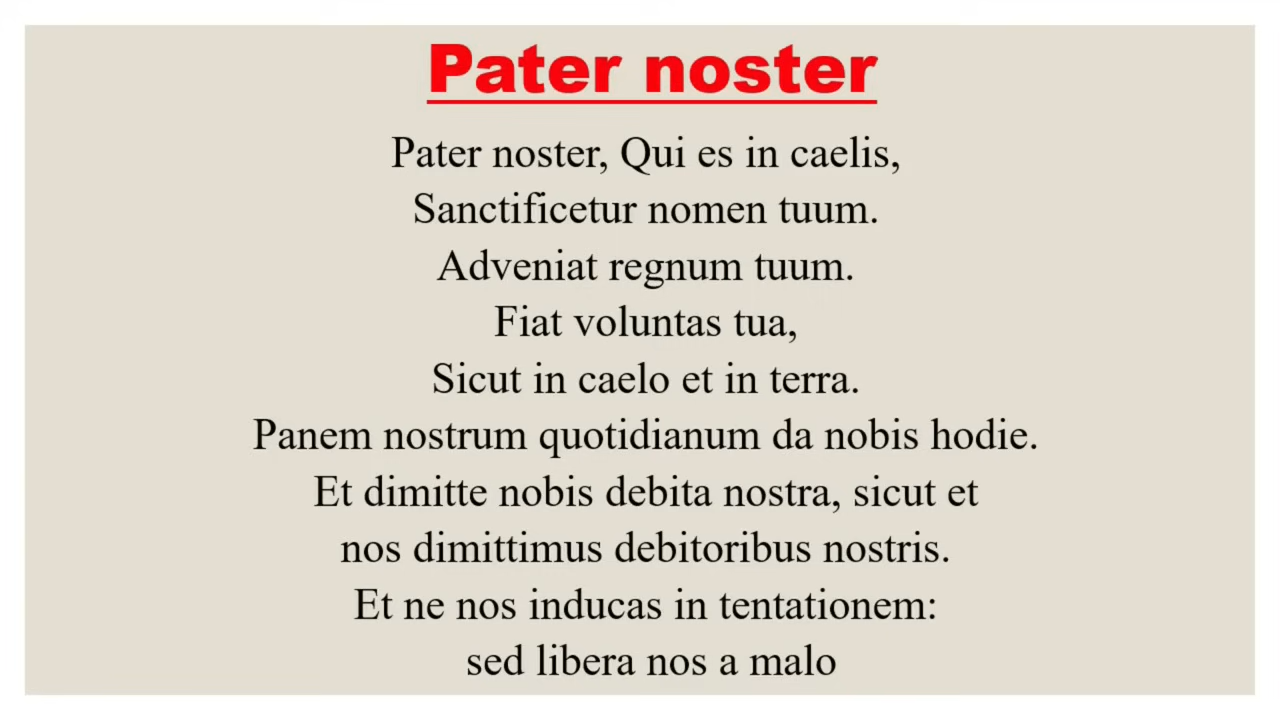 Pater noster
Pater noster, Qui es in caelis,
Sanctificetur nomen tuum.
Adveniat regnum tuum.
Fiat voluntas tua,
Sicut in caelo et in terra.
Panem nostrum quotidianum da nobis hodie.
Et dimitte nobis debita nostra, sicut et
nos dimittimus debitoribus nostris.
Et ne nos inducas in tentationem:
sed libera nos a malo